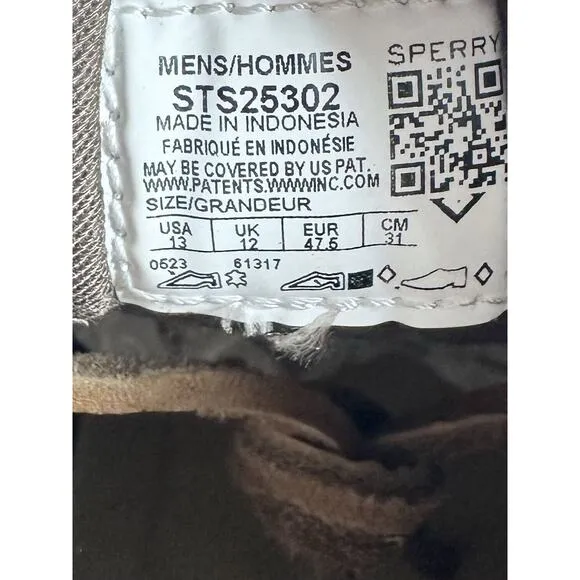 MENS/HOMMES
SPERRY
STS25302
MADE IN INDONESIA
FABRIQUÉ EN INDONÉSIE
MAY BE COVERED BY US PAT.
WWW.PATENTS.WWWINC.COM
SIZE/GRANDEUR
USA UK EUR CM
13 12 47.5 31
0523 61317